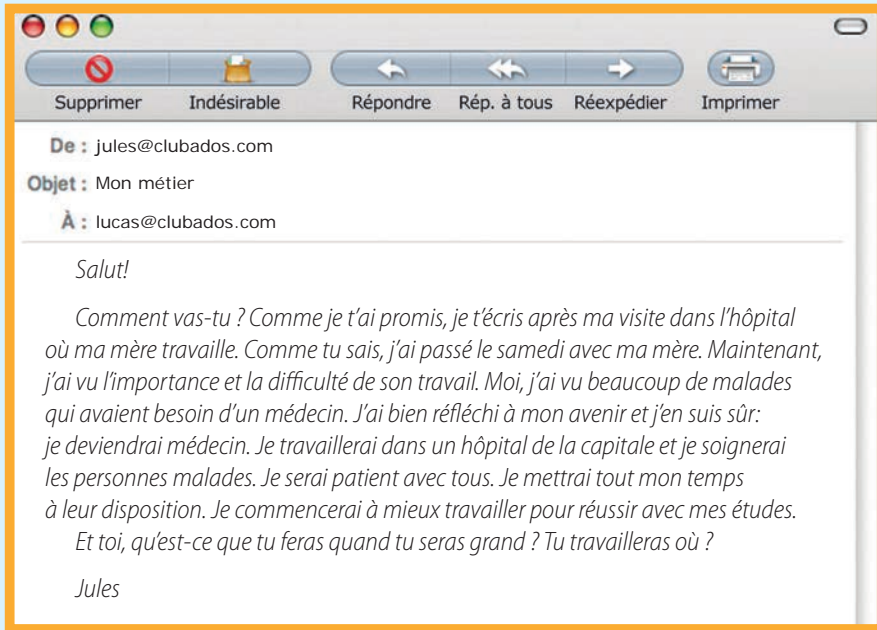 Supprimer Indésirable Répondre Rép. à tous Réexpédier Imprimer
De : jules@clubados.com
Objet : Mon métier
À : lucas@clubados.com
Salut!
Comment vas-tu ? Comme je t'ai promis, je t'écris après ma visite dans l'hôpital
où ma mère travaille. Comme tu sais, j'ai passé le samedi avec ma mère. Maintenant,
j'ai vu l'importance et la difficulté de son travail. Moi, j'ai vu beaucoup de malades
qui avaient besoin d'un médecin. J'ai bien réfléchi à mon avenir et j'en suis sûr:
je deviendrai médecin. Je travaillerai dans un hôpital de la capitale et je soignerai
les personnes malades. Je serai patient avec tous. Je mettrai tout mon temps
à leur disposition. Je commencerai à mieux travailler pour réussir avec mes études.
Et toi, qu'est-ce que tu feras quand tu seras grand ? Tu travailleras où ?
Jules